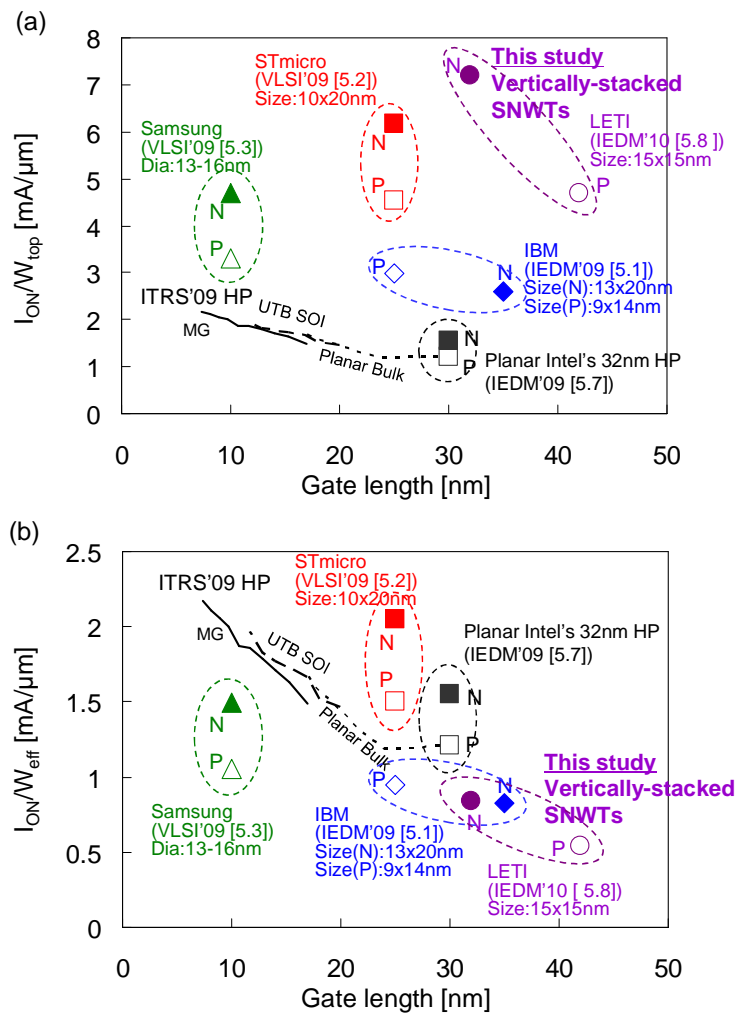 (a)
8
7
6
5
4
3
2
1
0
I_ON/W_top [mA/μm]
STmicro
(VLSI'09 [5.2])
Size:10x20nm
N
P
This study
Vertically-stacked
SNWTs
N
LETI
(IEDM'10 [5.8 ])
Size:15x15nm
P
Samsung
(VLSI'09 [5.3])
Dia:13-16nm
N
P
IBM
(IEDM'09 [5.1])
Size(N):13x20nm
Size(P):9x14nm
P
N
ITRS'09 HP
MG
UTB SOI
Planar Bulk
N
P
Planar Intel's 32nm HP
(IEDM'09 [5.7])
0
10
20
30
40
50
Gate length [nm]
(b)
2.5
2
1.5
1
0.5
0
I_ON/W_eff [mA/μm]
STmicro
(VLSI'09 [5.2])
Size:10x20nm
N
P
ITRS'09 HP
MG
UTB SOI
Planar Bulk
Planar Intel's 32nm HP
(IEDM'09 [5.7])
N
P
N
P
Samsung
(VLSI'09 [5.3])
Dia:13-16nm
P
N
IBM
(IEDM'09 [5.1])
Size(N):13x20nm
Size(P):9x14nm
This study
Vertically-stacked
SNWTs
N
P
LETI
(IEDM'10 [ 5.8])
Size:15x15nm
0
10
20
30
40
50
Gate length [nm]